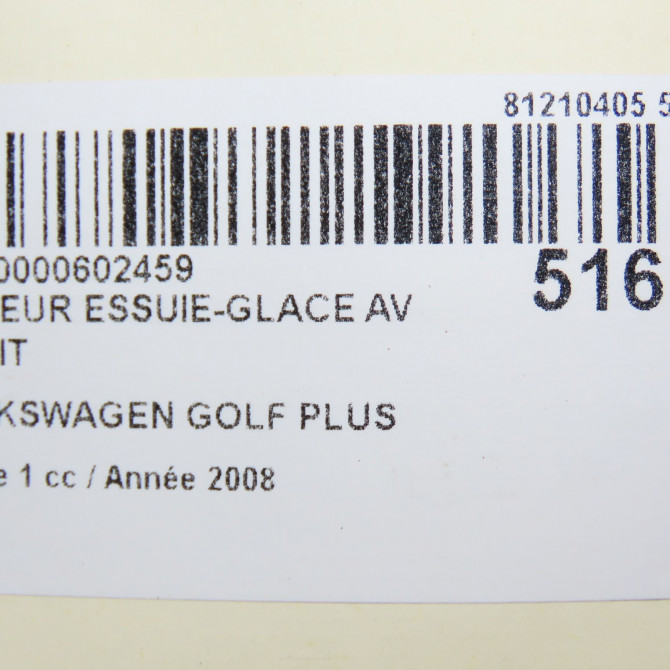 81210405 5
0000602459
516
EUR ESSUIE-GLACE AV
IT
KSWAGEN GOLF PLUS
e 1 cc / Année 2008